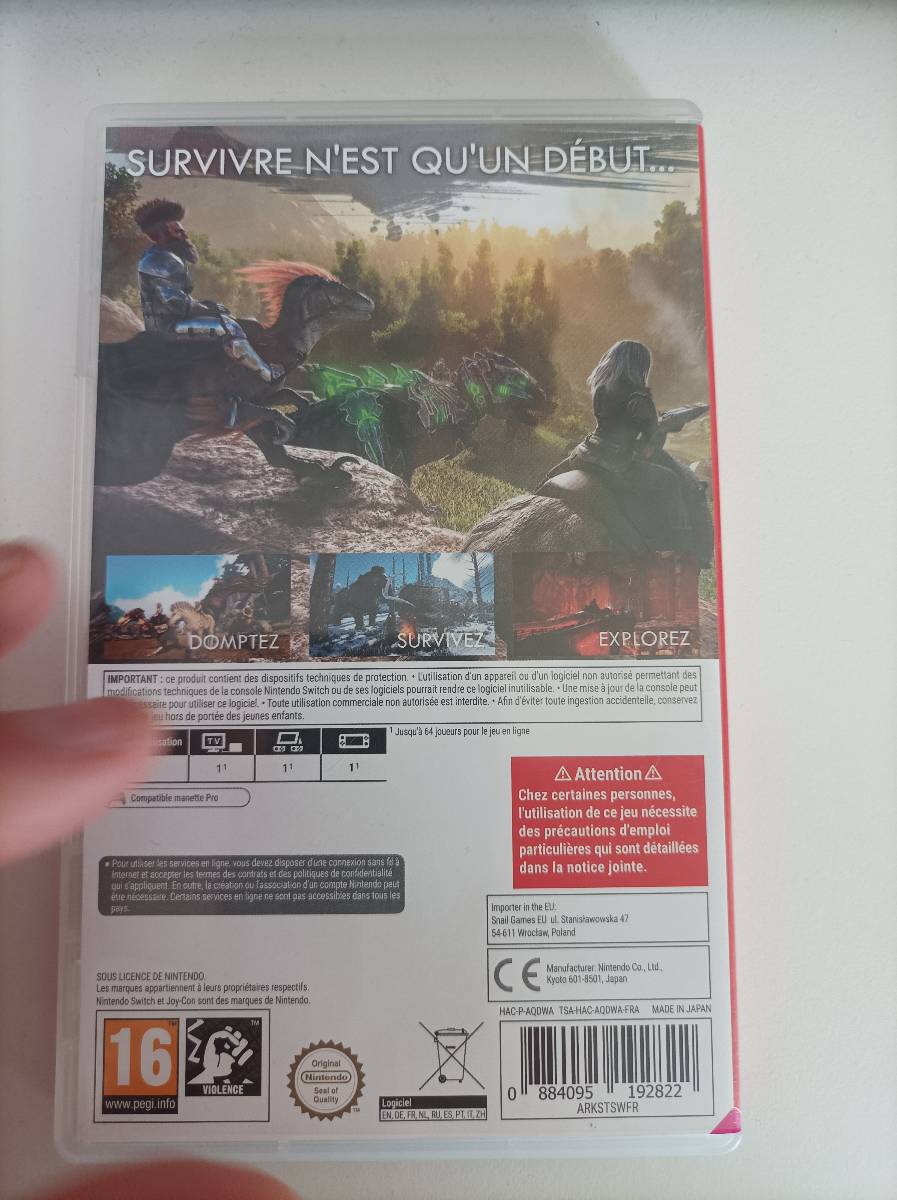 SURVIVRE N'EST QU'UN DÉBUT...
DOMPTEZ
SURVIVEZ
EXPLOREZ
IMPORTANT : ce produit contient des dispositifs techniques de protection. • L'utilisation d'un appareil ou d'un logiciel non autorisé permettant des
modifications techniques de la console Nintendo Switch ou de ses logiciels pourrait rendre ce logiciel inutilisable. • Une mise à jour de la console peut
pour utiliser ce logiciel. • Toute utilisation commerciale non autorisée est interdite. • Afin d'éviter toute ingestion accidentelle, conservez
jeu hors de portée des jeunes enfants.
¹ Jusqu'à 64 joueurs pour le jeu en ligne
TV
1¹ 1¹ 1¹
Compatible manette Pro
⚠ Attention ⚠
Chez certaines personnes,
l'utilisation de ce jeu nécessite
des précautions d'emploi
particulières qui sont détaillées
dans la notice jointe.
• Pour utiliser les services en ligne, vous devez disposer d'une connexion sans fil à
Internet et accepter les termes des contrats et des politiques de confidentialité
qui s'appliquent. En outre, la création ou l'association d'un compte Nintendo peut
être nécessaire. Certains services en ligne ne sont pas accessibles dans tous les
pays.
Importer in the EU:
Snail Games EU ul. Stanisławowska 47
54-611 Wrocław, Poland
CE
Manufacturer: Nintendo Co., Ltd.,
Kyoto 601-8501, Japan
SOUS LICENCE DE NINTENDO.
Les marques appartiennent à leurs propriétaires respectifs.
Nintendo Switch et Joy-Con sont des marques de Nintendo.
HAC-P-AQDWA TSA-HAC-AQDWA-FRA MADE IN JAPAN
16
www.pegi.info
VIOLENCE
TM
Original
Nintendo
Seal of
Quality
TM
Logiciel
EN, DE, FR, NL, RU, ES, PT, IT, ZH
0 884095 192822
ARKSTSWFR